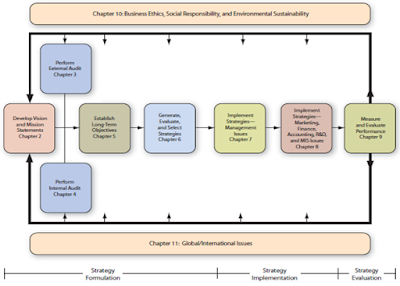 Chapter 10: Business Ethics, Social Responsibility, and Environmental Sustainability
Perform
External Audit
Chapter 3
Develop Vision
and Mission
Statements
Chapter 2
Establish
Long-Term
Objectives
Chapter 5
Generate,
Evaluate,
and Select
Strategies
Chapter 6
Implement
Strategies—
Management
Issues
Chapter 7
Implement
Strategies—
Marketing,
Finance,
Accounting, R&D,
and MIS Issues
Chapter 8
Measure
and Evaluate
Performance
Chapter 9
Perform
Internal Audit
Chapter 4
Chapter 11: Global/International Issues
Strategy
Formulation
Strategy
Implementation
Strategy
Evaluation